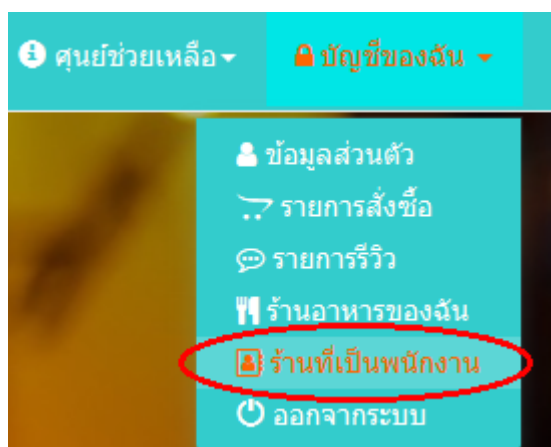 ศูนย์ช่วยเหลือ บัญชีของฉัน
ข้อมูลส่วนตัว
รายการสั่งซื้อ
รายการรีวิว
ร้านอาหารของฉัน
ร้านที่เป็นพนักงาน
ออกจากระบบ